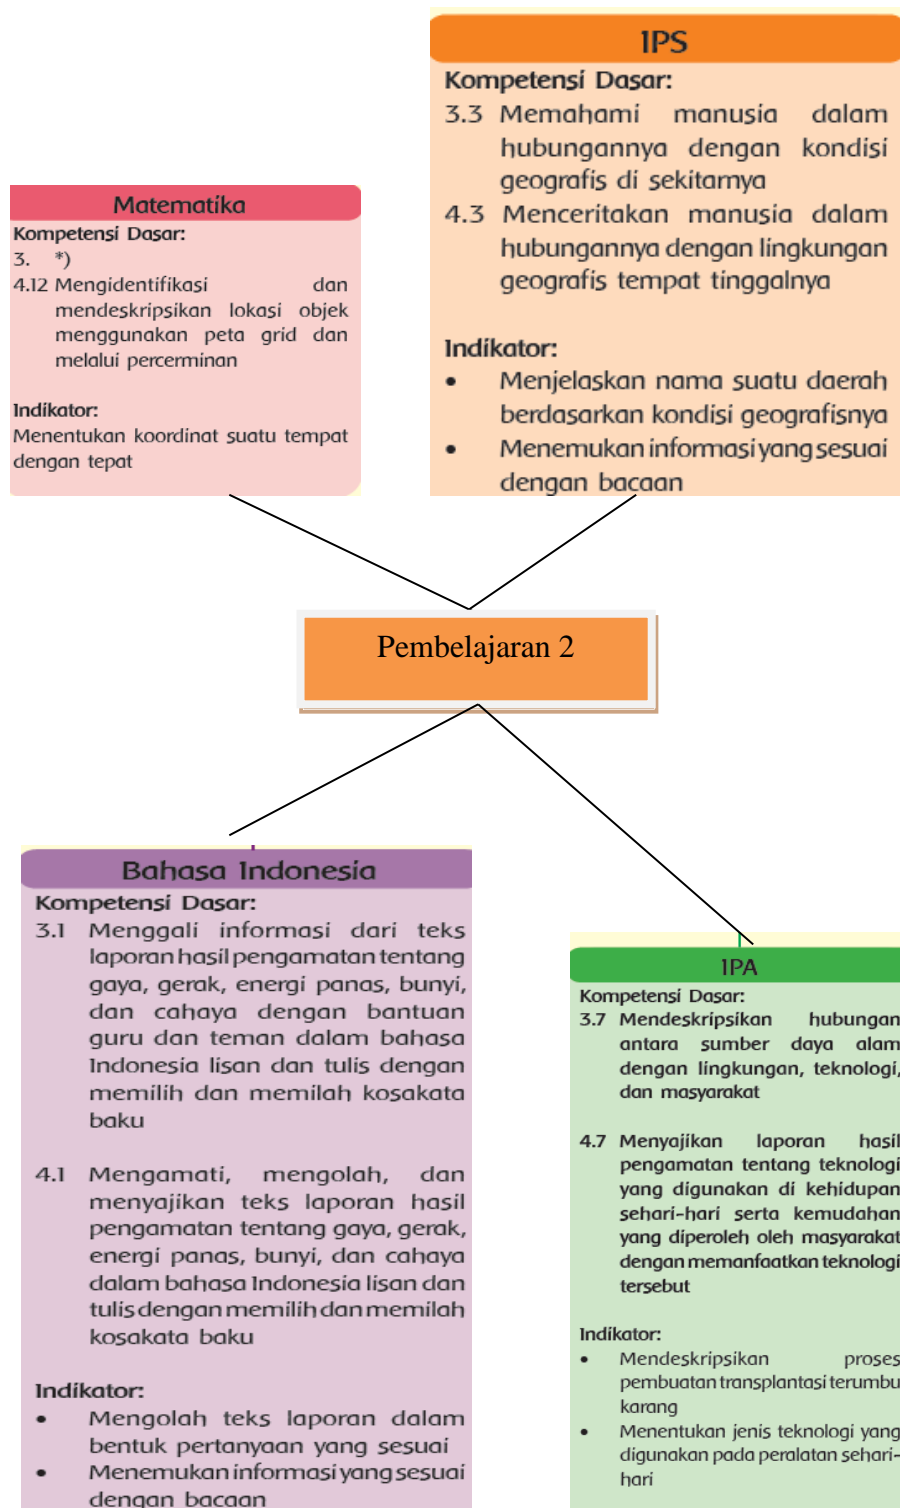 IPS
Kompetensi Dasar:
3.3 Memahami manusia dalam
hubungannya dengan kondisi
geografis di sekitarnya
4.3 Menceritakan manusia dalam
hubungannya dengan lingkungan
geografis tempat tinggalnya
Indikator:
• Menjelaskan nama suatu daerah
berdasarkan kondisi geografisnya
• Menemukan informasi yang sesuai
dengan bacaan
Matematika
Kompetensi Dasar:
3. *)
4.12 Mengidentifikasi dan
mendeskripsikan lokasi objek
menggunakan peta grid dan
melalui percerminan
Indikator:
Menentukan koordinat suatu tempat
dengan tepat
Pembelajaran 2
Bahasa Indonesia
Kompetensi Dasar:
3.1 Menggali informasi dari teks
laporan hasil pengamatan tentang
gaya, gerak, energi panas, bunyi,
dan cahaya dengan bantuan
guru dan teman dalam bahasa
Indonesia lisan dan tulis dengan
memilih dan memilah kosakata
baku
4.1 Mengamati, mengolah, dan
menyajikan teks laporan hasil
pengamatan tentang gaya, gerak,
energi panas, bunyi, dan cahaya
dalam bahasa Indonesia lisan dan
tulis dengan memilih dan memilah
kosakata baku
Indikator:
• Mengolah teks laporan dalam
bentuk pertanyaan yang sesuai
• Menemukan informasi yang sesuai
dengan bacaan
IPA
Kompetensi Dasar:
3.7 Mendeskripsikan hubungan
antara sumber daya alam
dengan lingkungan, teknologi,
dan masyarakat
4.7 Menyajikan laporan hasil
pengamatan tentang teknologi
yang digunakan di kehidupan
sehari-hari serta kemudahan
yang diperoleh oleh masyarakat
dengan memanfaatkan teknologi
tersebut
Indikator:
• Mendeskripsikan proses
pembuatan transplantasi terumbu
karang
• Menentukan jenis teknologi yang
digunakan pada peralatan sehari-
hari